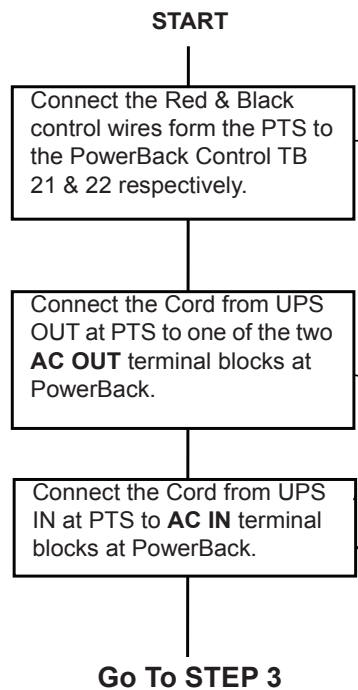 START
Connect the Red & Black
control wires form the PTS to
the PowerBack Control TB
21 & 22 respectively.
Connect the Cord from UPS
OUT at PTS to one of the two
AC OUT terminal blocks at
PowerBack.
Connect the Cord from UPS
IN at PTS to AC IN terminal
blocks at PowerBack.
Go To STEP 3